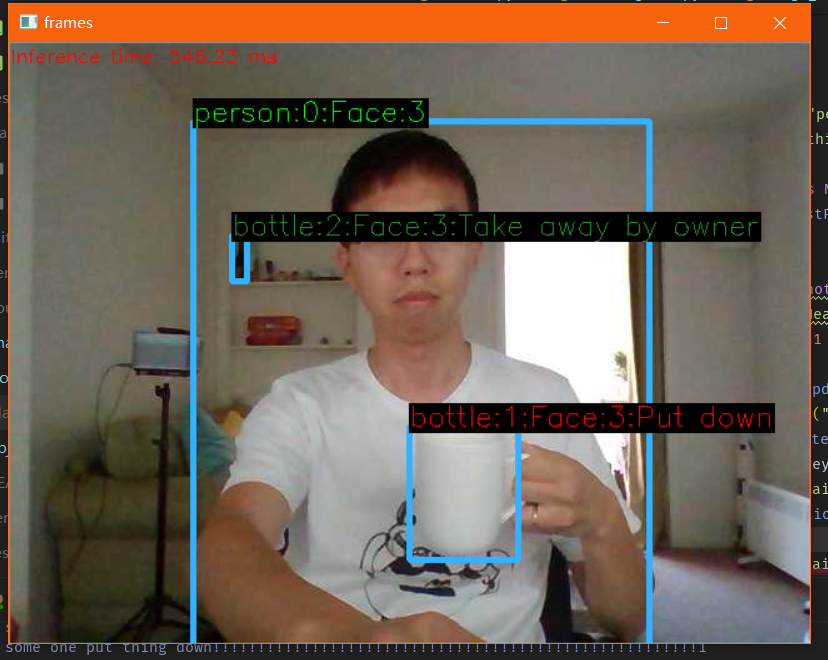 frames
Inference time: 546.23 ms
person:0:Face:3
bottle:2:Face:3:Take away by owner
bottle:1:Face:3:Put down
some one put thing down!!!!!!!!!!!!!!!!!!!!!!!!!!!!!!!!!!!!!!!!!!!!!!!!!!!!!1